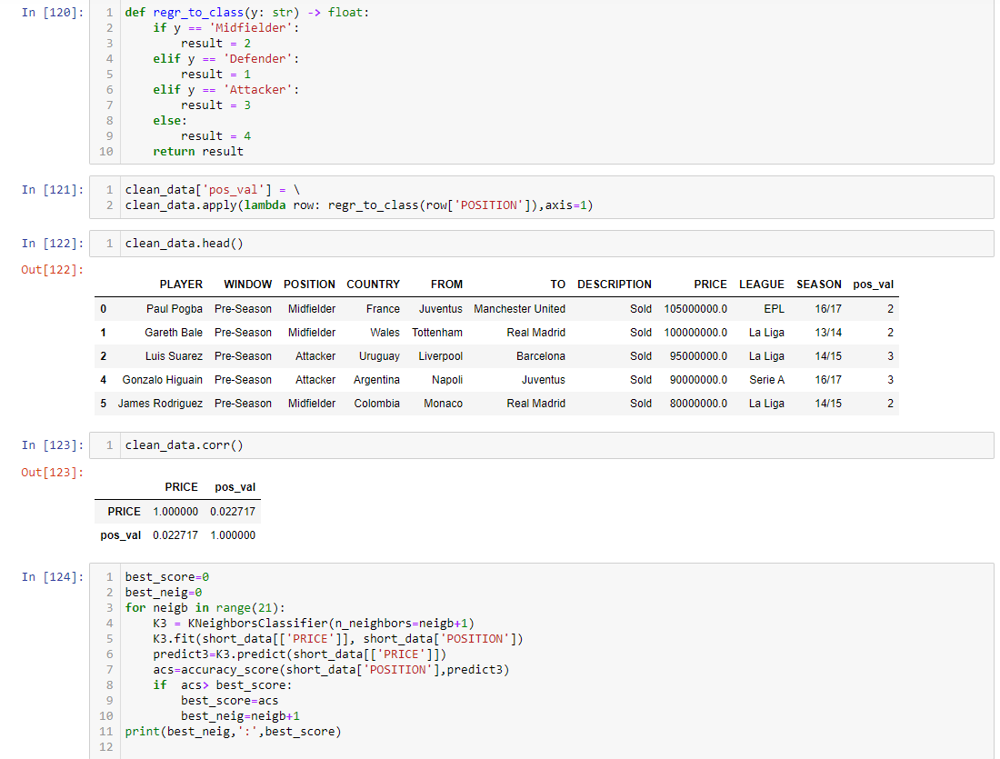 In [120]:
1 def regr_to_class(y: str) -> float:
2     if y == 'Midfielder':
3         result = 2
4     elif y == 'Defender':
5         result = 1
6     elif y == 'Attacker':
7         result = 3
8     else:
9         result = 4
10     return result
In [121]:
1 clean_data['pos_val'] = \
2 clean_data.apply(lambda row: regr_to_class(row['POSITION']),axis=1)
In [122]:
1 clean_data.head()
Out[122]:
PLAYER WINDOW POSITION COUNTRY FROM TO DESCRIPTION PRICE LEAGUE SEASON pos_val
0 Paul Pogba Pre-Season Midfielder France Juventus Manchester United Sold 105000000.0 EPL 16/17 2
1 Gareth Bale Pre-Season Midfielder Wales Tottenham Real Madrid Sold 100000000.0 La Liga 13/14 2
2 Luis Suarez Pre-Season Attacker Uruguay Liverpool Barcelona Sold 95000000.0 La Liga 14/15 3
4 Gonzalo Higuain Pre-Season Attacker Argentina Napoli Juventus Sold 90000000.0 Serie A 16/17 3
5 James Rodriguez Pre-Season Midfielder Colombia Monaco Real Madrid Sold 80000000.0 La Liga 14/15 2
In [123]:
1 clean_data.corr()
Out[123]:
PRICE pos_val
PRICE 1.000000 0.022717
pos_val 0.022717 1.000000
In [124]:
1 best_score=0
2 best_neig=0
3 for neigb in range(21):
4     K3 = KNeighborsClassifier(n_neighbors=neigb+1)
5     K3.fit(short_data[['PRICE']], short_data['POSITION'])
6     predict3=K3.predict(short_data[['PRICE']])
7     acs=accuracy_score(short_data['POSITION'],predict3)
8     if  acs> best_score:
9         best_score=acs
10         best_neig=neigb+1
11 print(best_neig,':',best_score)
12